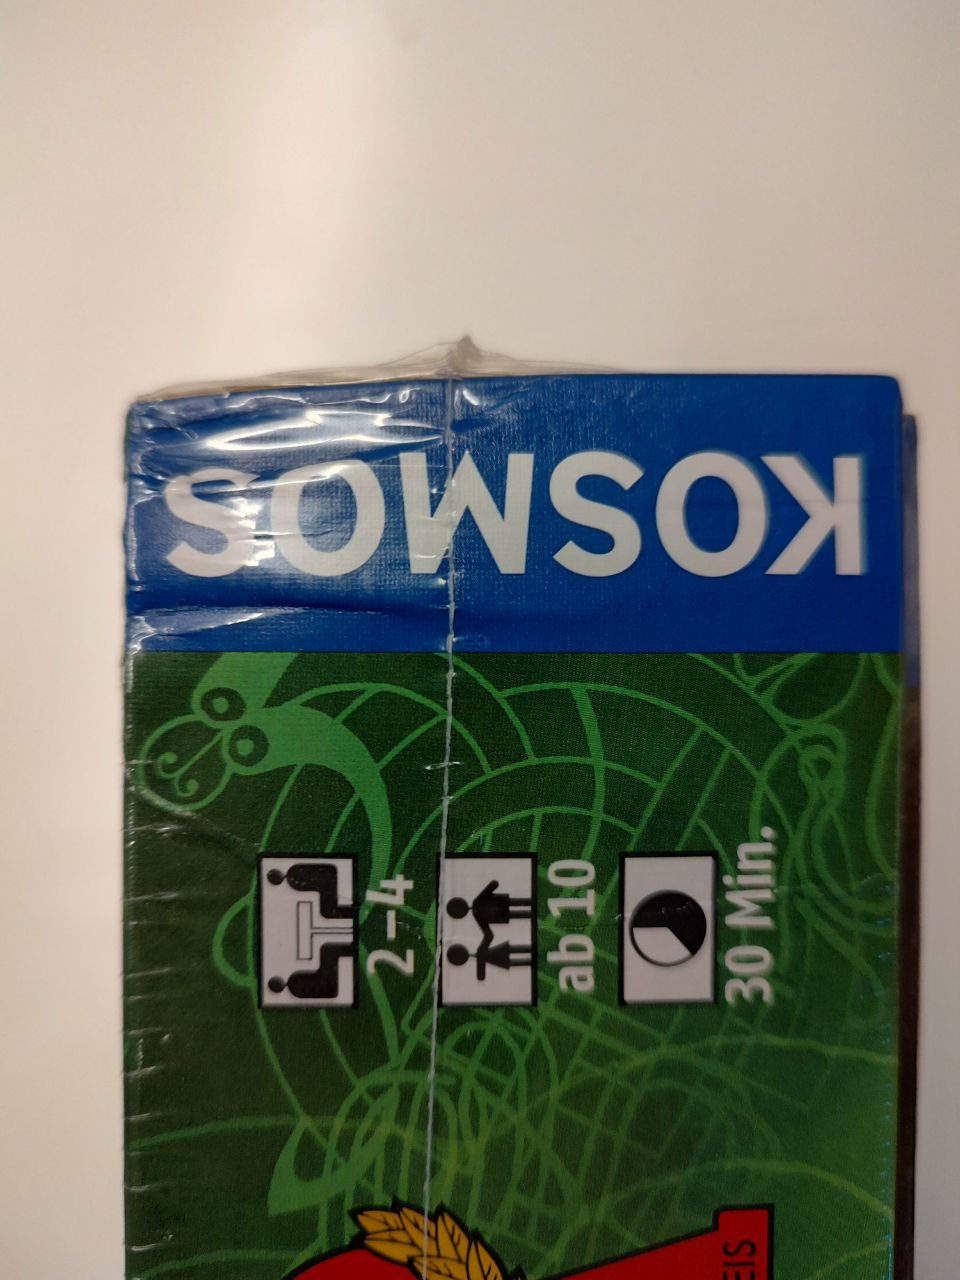 KOSMOS
2–4
ab 10
30 Min.